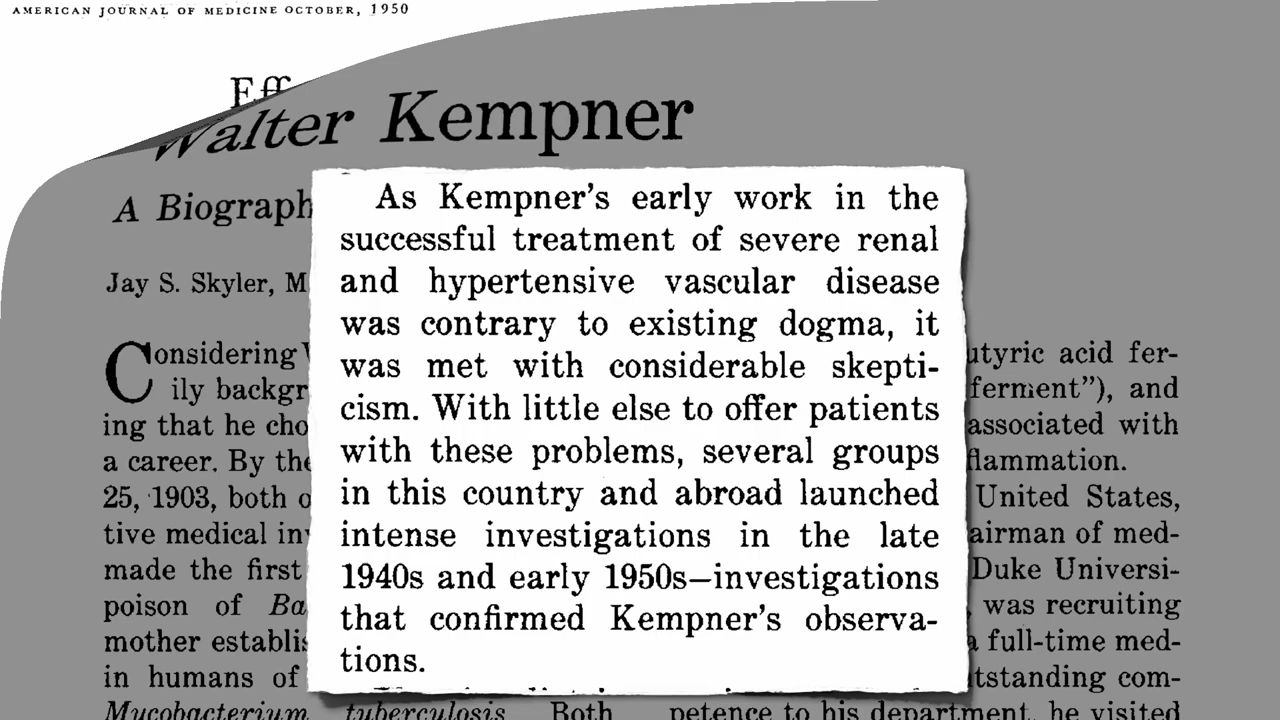 AMERICAN JOURNAL OF MEDICINE OCTOBER, 1950
Eff
Walter Kempner
A Biograph
Jay S. Skyler, M
Considering
ily backgr
ing that he cho
a career. By the
25, 1903, both o
tive medical in
made the first
poison of Ba
mother establis
in humans of
Mycobacterium tuberculosis Both
As Kempner's early work in the
successful treatment of severe renal
and hypertensive vascular disease
was contrary to existing dogma, it
was met with considerable skepti-
cism. With little else to offer patients
with these problems, several groups
in this country and abroad launched
intense investigations in the late
1940s and early 1950s—investigations
that confirmed Kempner's observa-
tions.
utyric acid fer-
ferment"), and
associated with
flammation.
United States,
airman of med-
Duke Universi-
was recruiting
a full-time med-
tstanding com-
petence to his department, he visited